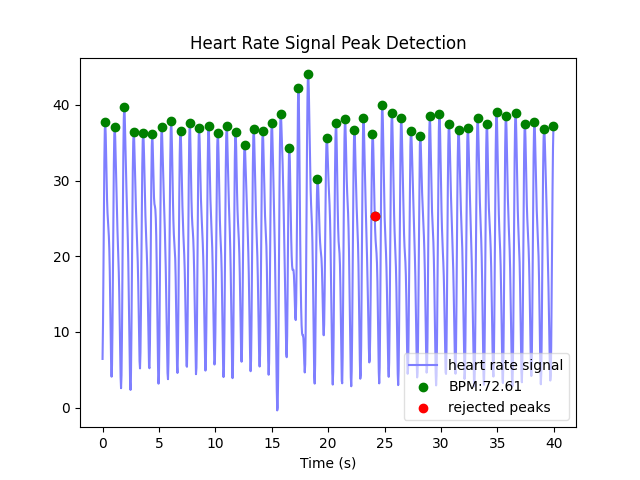 Heart Rate Signal Peak Detection
40
30
20
10
0
heart rate signal
BPM:72.61
rejected peaks
0 5 10 15 20 25 30 35 40
Time (s)